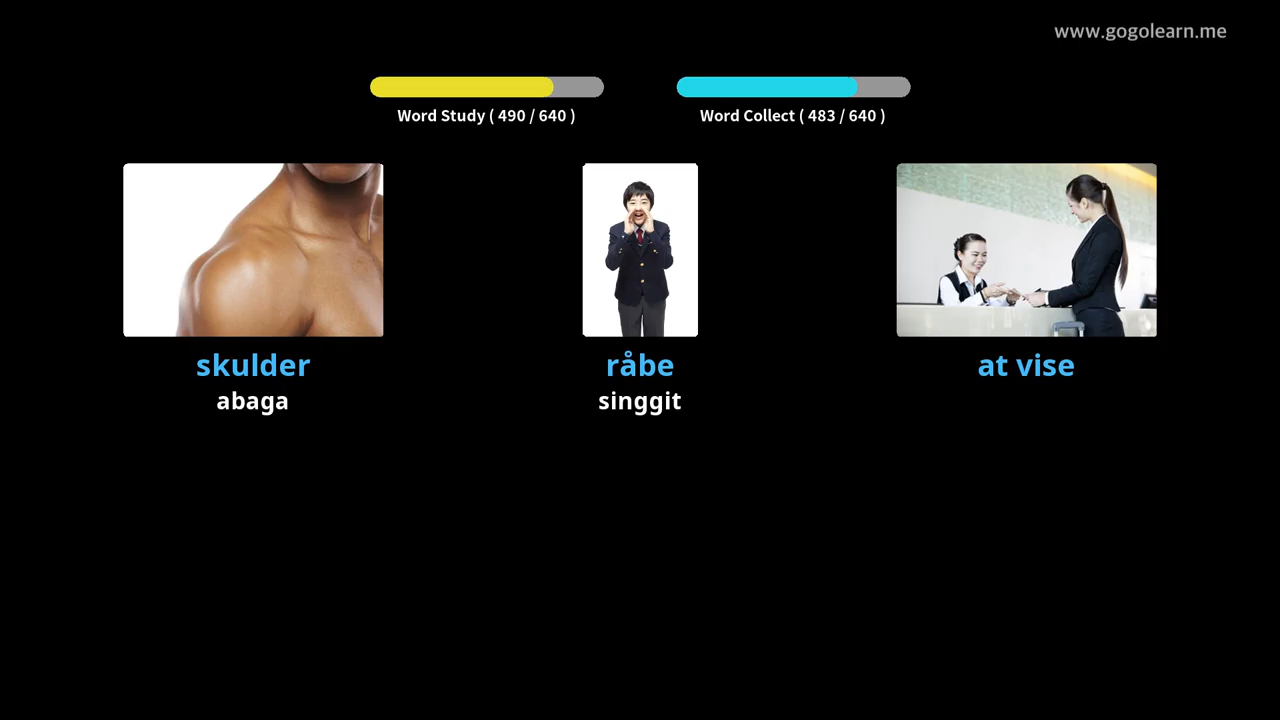 www.gogolearn.me
Word Study ( 490 / 640 )
Word Collect ( 483 / 640 )
skulder
råbe
at vise
abaga
singgit